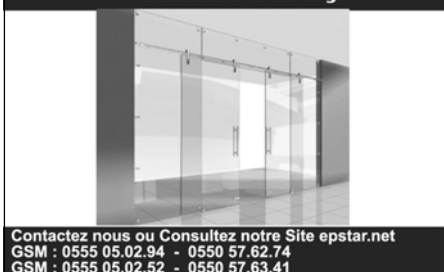 Contactez nous ou Consultez notre Site epstar.net
GSM : 0555 05.02.94 - 0550 57.62.74
GSM : 0555 05.02.52 - 0550 57.63.41